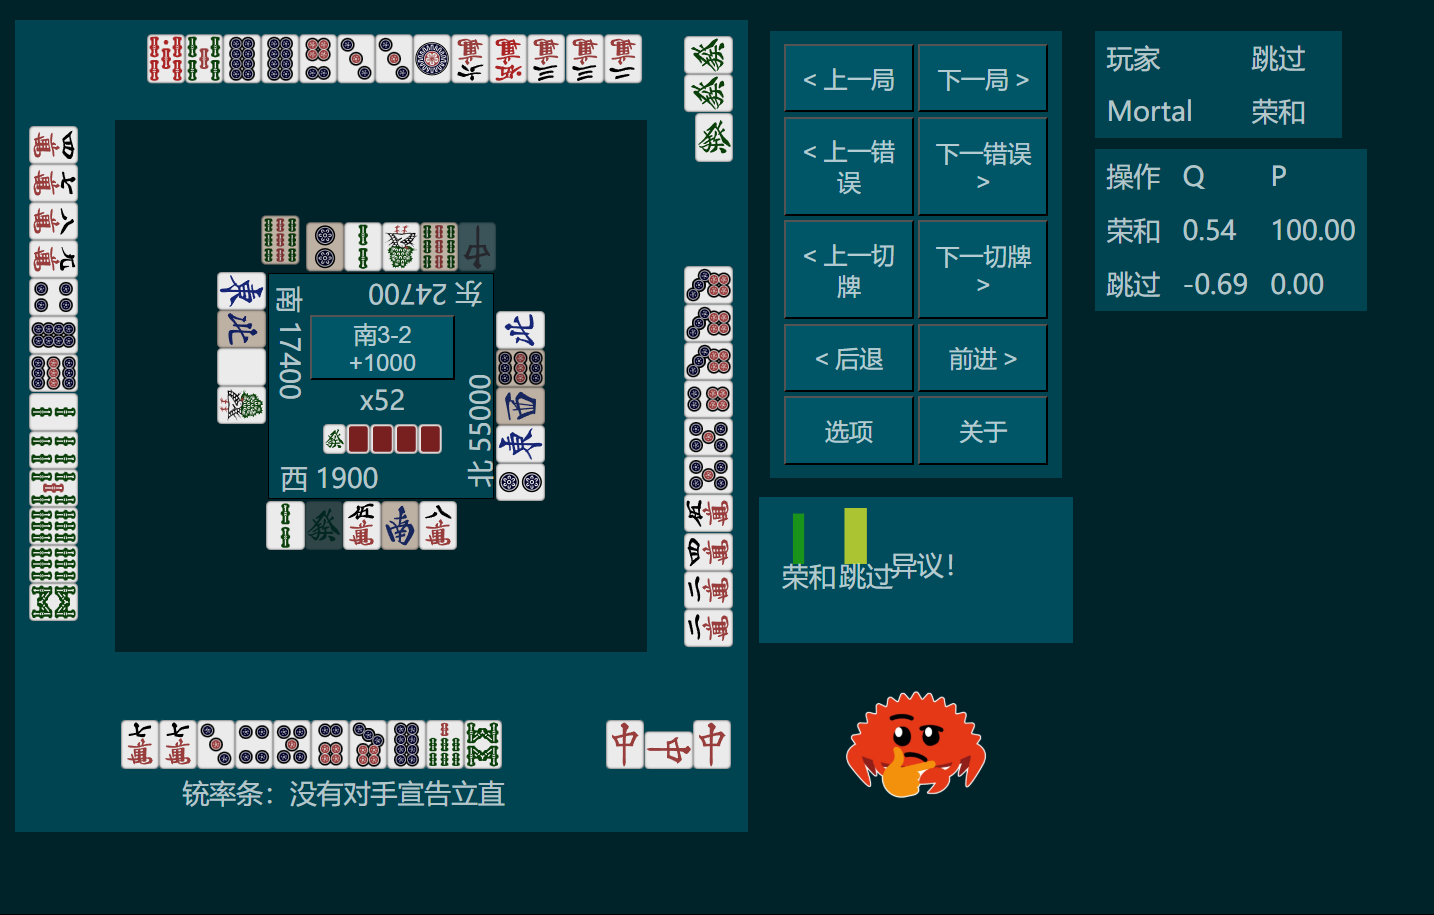 < 上一局
下一局 >
< 上一错误
下一错误 >
< 上一切牌
下一切牌 >
< 后退
前进 >
选项
关于
玩家 跳过
Mortal 荣和
操作 Q P
荣和 0.54 100.00
跳过 -0.69 0.00
东 24700
南 17400
南3-2
+1000
x52
北 55000
西 1900
荣和
跳过
异议！
铳率条：没有对手宣告立直